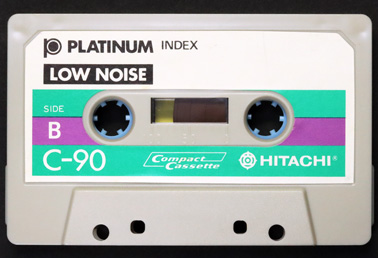 PLATINUM INDEX
LOW NOISE
SIDE
B
C-90
Compact
Cassette
HITACHI®